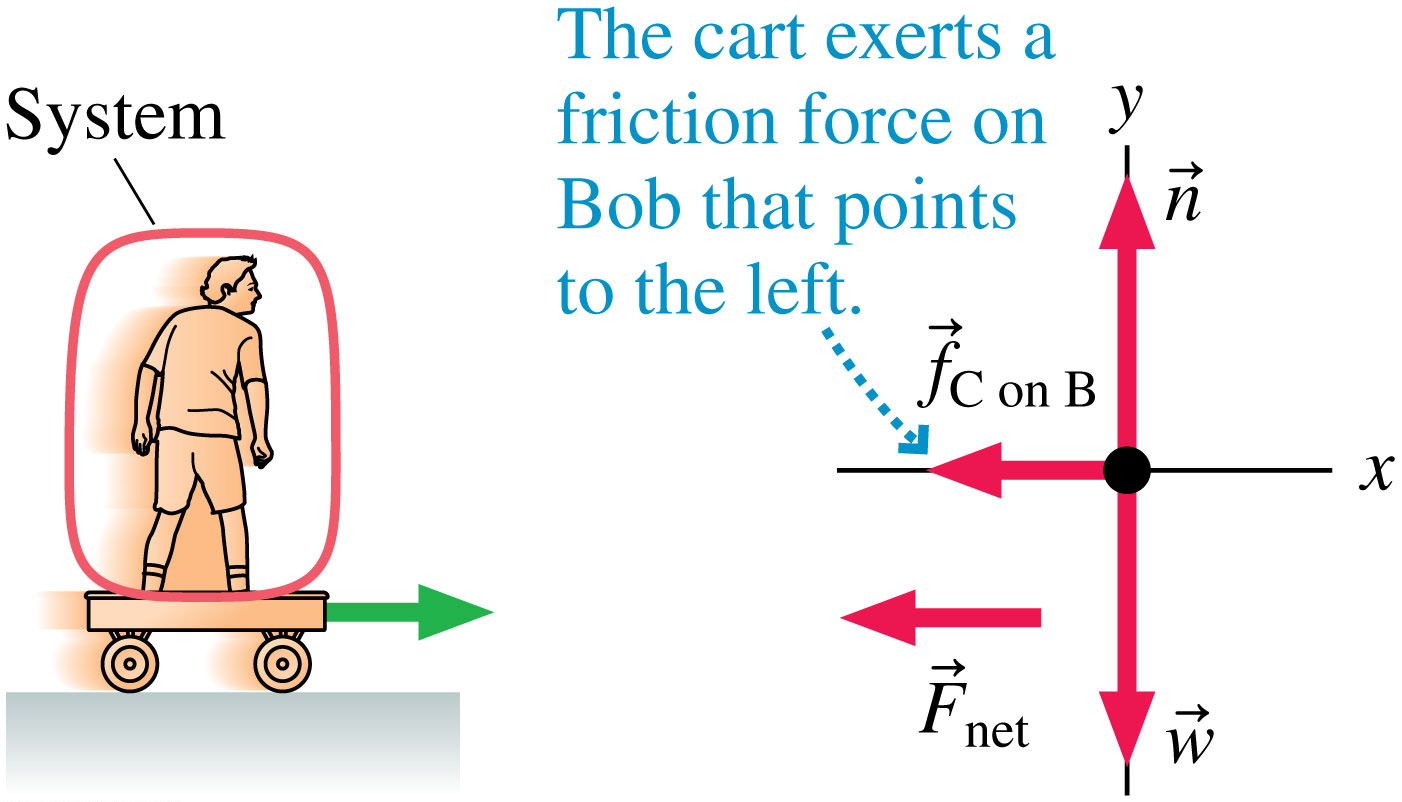 System
The cart exerts a
friction force on
Bob that points
to the left.
y
n⃗
f⃗C on B
x
F⃗net
w⃗